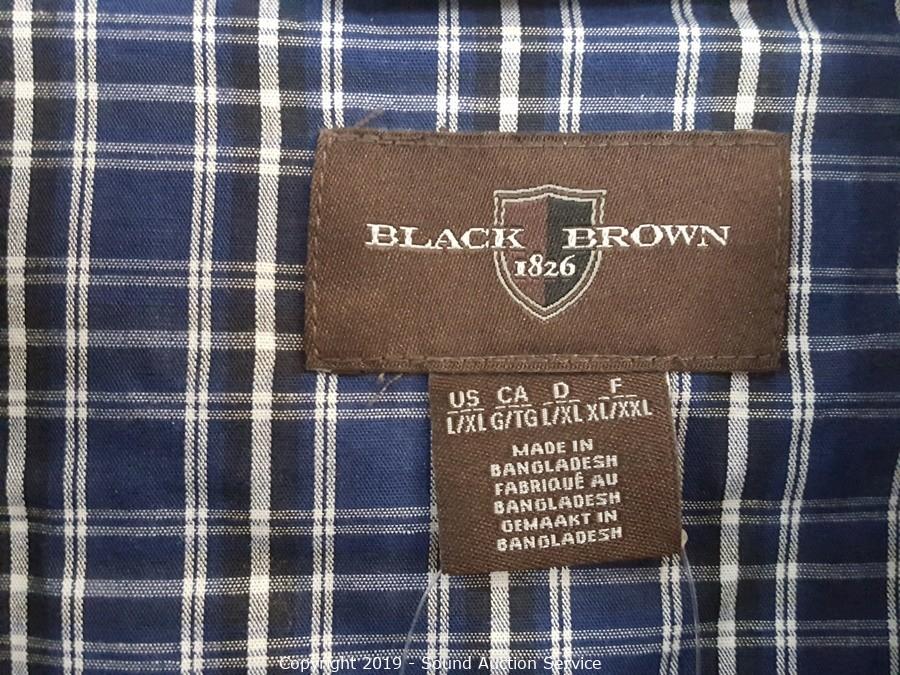 BLACK BROWN
1826
US CA D F
L/XL G/TG L/XL XL/XXL
MADE IN
BANGLADESH
FABRIQUÊ AU
BANGLADESH
GEMAAKT IN
BANGLADESH
Copyright 2019 - Sound Auction Service